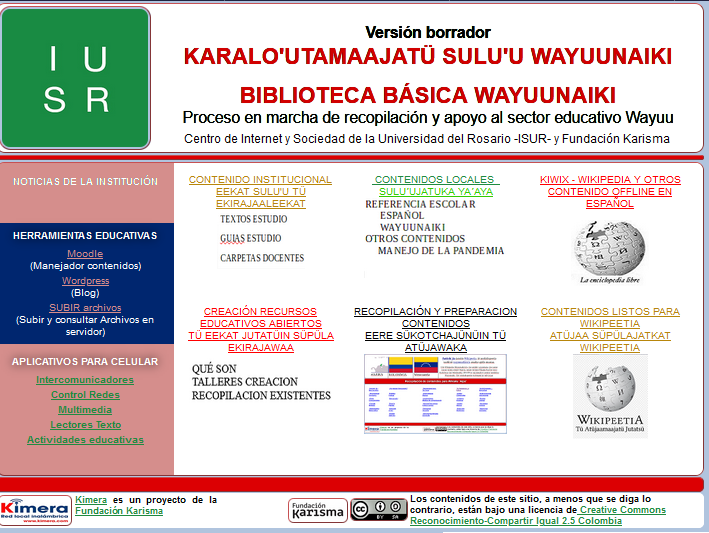 I U
S R
Versión borrador
KARALO'UTAMAAJATÜ SULU'U WAYUUNAIKI
BIBLIOTECA BÁSICA WAYUUNAIKI
Proceso en marcha de recopilación y apoyo al sector educativo Wayuu
Centro de Internet y Sociedad de la Universidad del Rosario -ISUR- y Fundación Karisma
NOTICIAS DE LA INSTITUCIÓN
HERRAMIENTAS EDUCATIVAS
Moodle
(Manejador contenidos)
Wordpress
(Blog)
SUBIR archivos
(Subir y consultar Archivos en
servidor)
APLICATIVOS PARA CELULAR
Intercomunicadores
Control Redes
Multimedia
Lectores Texto
Actividades educativas
CONTENIDO INSTITUCIONAL
EEKAT SULU'U TÜ
EKIRAJAALEEKAT
TEXTOS ESTUDIO
GUIAS ESTUDIO
CARPETAS DOCENTES
CONTENIDOS LOCALES
SULU'UJATUKA YA'AYA
REFERENCIA ESCOLAR
ESPAÑOL
WAYUUNAIKI
OTROS CONTENIDOS
MANEJO DE LA PANDEMIA
KIWIX - WIKIPEDIA Y OTROS
CONTENIDO OFFLINE EN
ESPAÑOL
La enciclopedia libre
CREACIÓN RECURSOS
EDUCATIVOS ABIERTOS
TÜ EEKAT JUTATÜIN SÜPÜLA
EKIRAJAWAA
QUÉ SON
TALLERES CREACION
RECOPILACION EXISTENTES
RECOPILACIÓN Y PREPARACION
CONTENIDOS
EERE SÜKOTCHAJÜNÜIN TÜ
ATÜJAWAKA
CONTENIDOS LISTOS PARA
WIKIPEETIA
ATÜJAA SÜPÜLAJATKAT
WIKIPEETIA
WIKIPEETIA
Tü Atüjaamaajatü Jutatsü
Kimera
Red local inalámbrica
www.kimera.com
Kimera es un proyecto de la
Fundación Karisma
Fundación
karisma
cc BY SA
Los contenidos de este sitio, a menos que se diga lo
contrario, están bajo una licencia de Creative Commons
Reconocimiento-Compartir Igual 2.5 Colombia